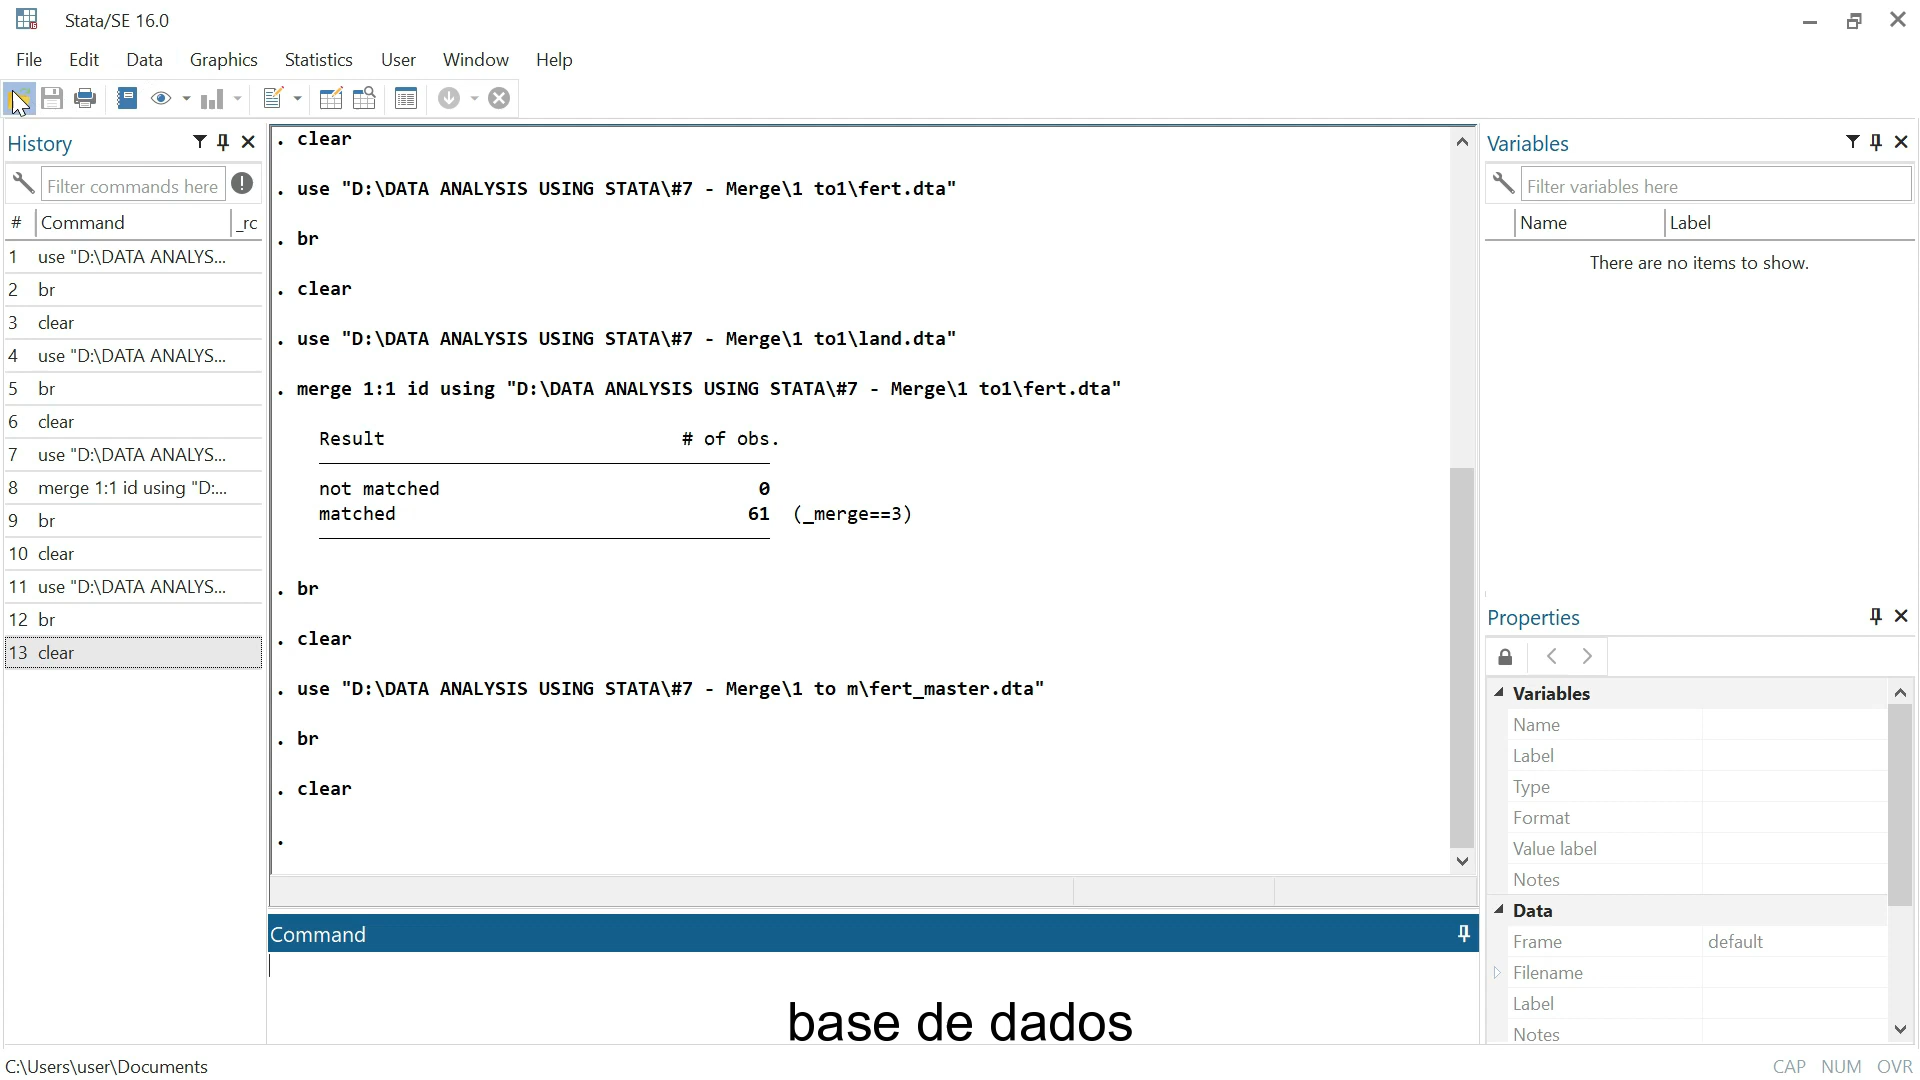 Stata/SE 16.0
File Edit Data Graphics Statistics User Window Help
History
Filter commands here
# Command _rc
1 use "D:\DATA ANALYS...
2 br
3 clear
4 use "D:\DATA ANALYS...
5 br
6 clear
7 use "D:\DATA ANALYS...
8 merge 1:1 id using "D:...
9 br
10 clear
11 use "D:\DATA ANALYS...
12 br
13 clear
. clear
. use "D:\DATA ANALYSIS USING STATA\#7 - Merge\1 to1\fert.dta"
. br
. clear
. use "D:\DATA ANALYSIS USING STATA\#7 - Merge\1 to1\land.dta"
. merge 1:1 id using "D:\DATA ANALYSIS USING STATA\#7 - Merge\1 to1\fert.dta"
Result # of obs.
not matched 0
matched 61 (_merge==3)
. br
. clear
. use "D:\DATA ANALYSIS USING STATA\#7 - Merge\1 to m\fert_master.dta"
. br
. clear
.
Command
base de dados
Variables
Filter variables here
Name Label
There are no items to show.
Properties
Variables
Name
Label
Type
Format
Value label
Notes
Data
Frame default
Filename
Label
Notes
C:\Users\user\Documents
CAP NUM OVR